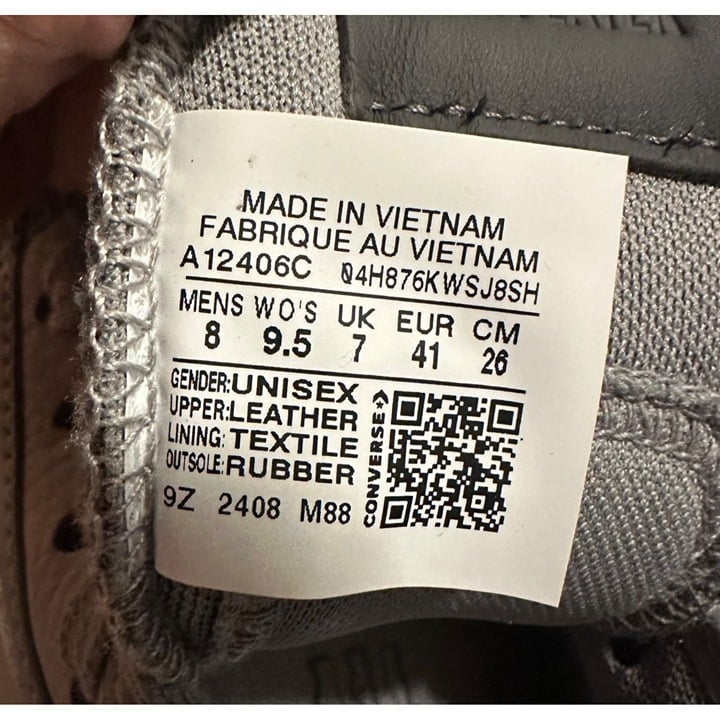 MADE IN VIETNAM
FABRIQUE AU VIETNAM
A12406C 04H876KWSJ8SH
MENS WO'S UK EUR CM
8 9.5 7 41 26
GENDER:UNISEX
UPPER:LEATHER
LINING:TEXTILE
OUTSOLE:RUBBER
CONVERSE
9Z 2408 M88